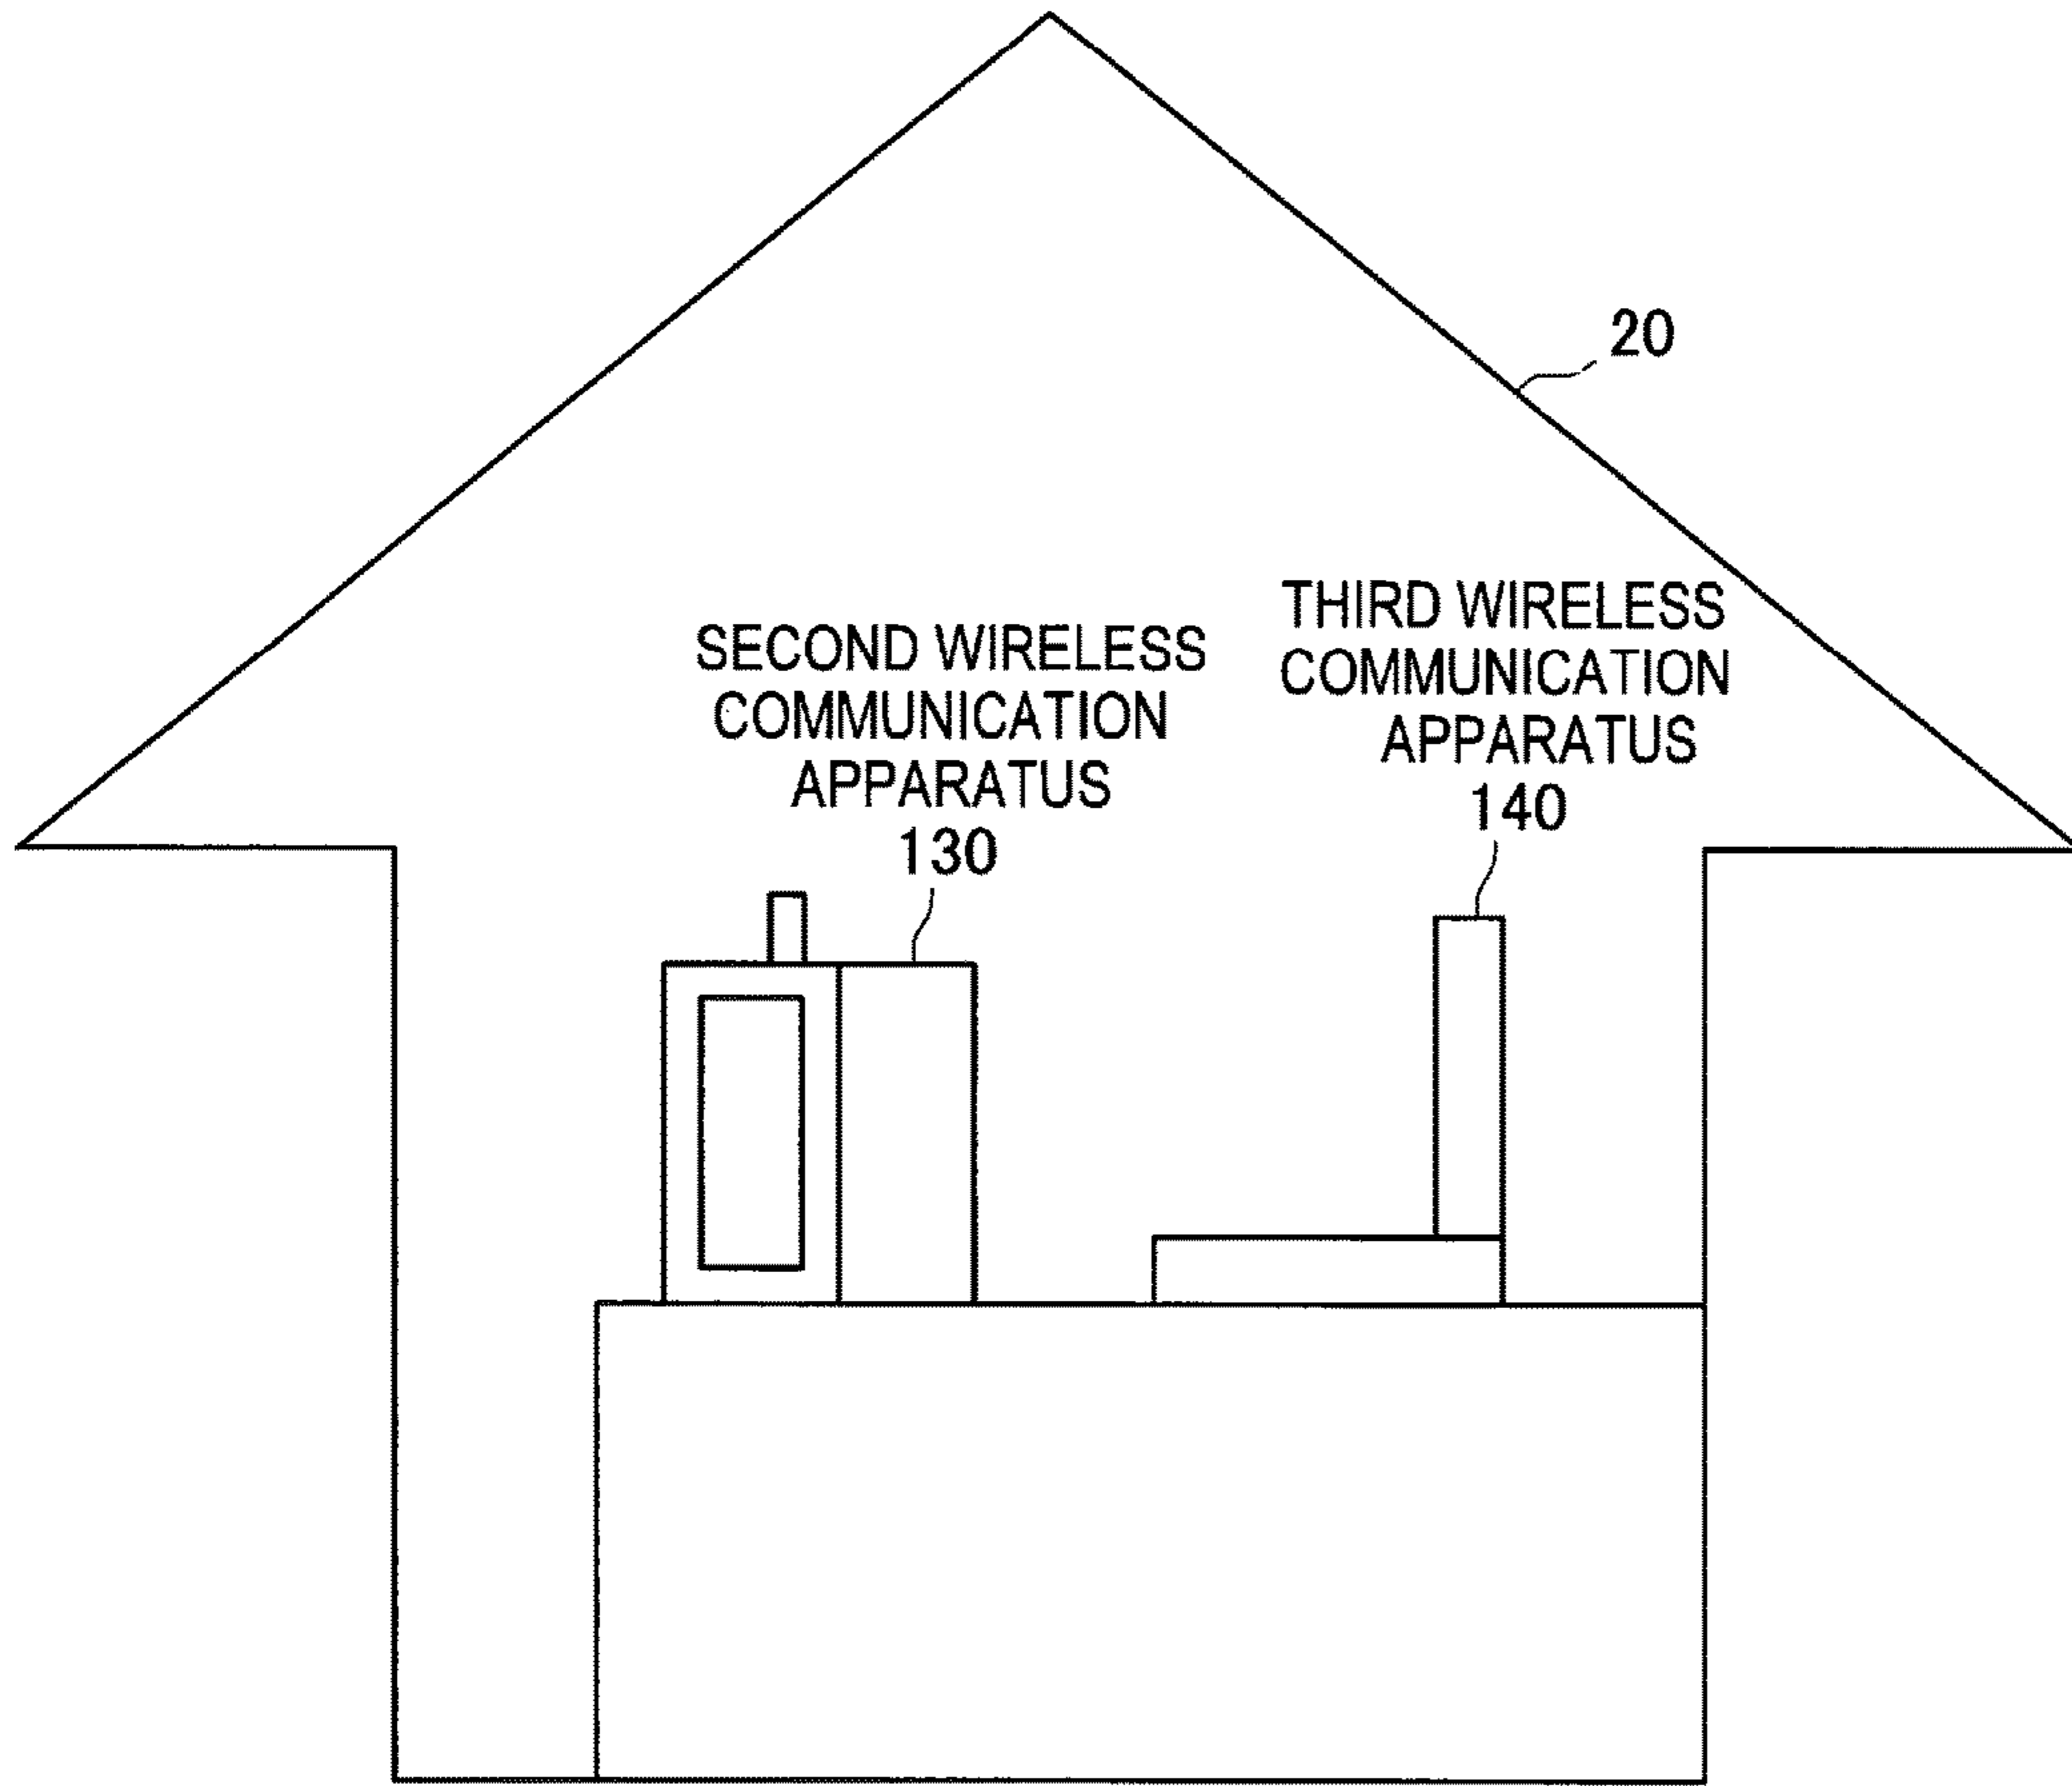 20
SECOND WIRELESS
COMMUNICATION
APPARATUS
130
THIRD WIRELESS
COMMUNICATION
APPARATUS
140